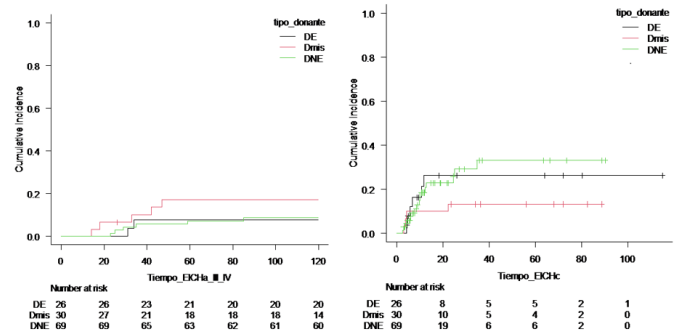 tipo_donante
DE
Dmis
DNE
Cumulative incidence
1.0
0.8
0.6
0.4
0.2
0.0
0 20 40 60 80 100 120
Tiempo_EICHa_III_IV
Number at risk
DE 26 26 23 21 20 20 20
Dmis 30 27 21 18 18 18 14
DNE 69 69 65 63 62 61 60
tipo_donante
DE
Dmis
DNE
Cumulative incidence
1.0
0.8
0.6
0.4
0.2
0.0
0 20 40 60 80 100
Tiempo_EICHc
Number at risk
DE 26 8 5 5 2 1
Dmis 30 10 5 4 2 0
DNE 69 19 6 6 2 0